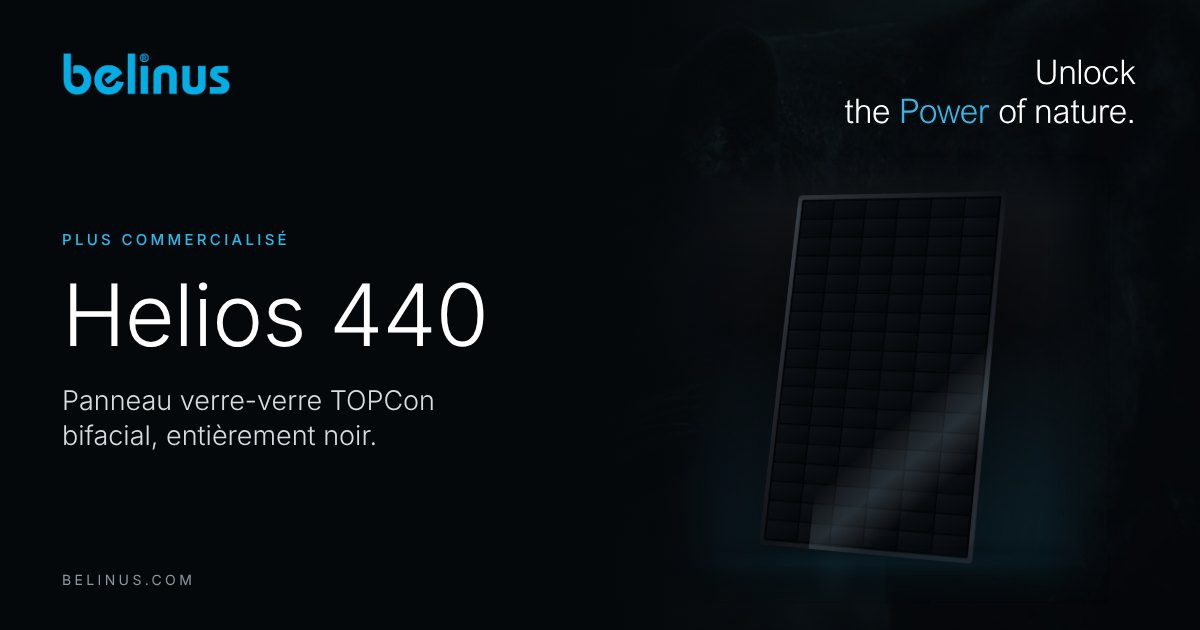 belinus®
Unlock
the Power of nature.
PLUS COMMERCIALISÉ
Helios 440
Panneau verre-verre TOPCon
bifacial, entièrement noir.
BELINUS.COM